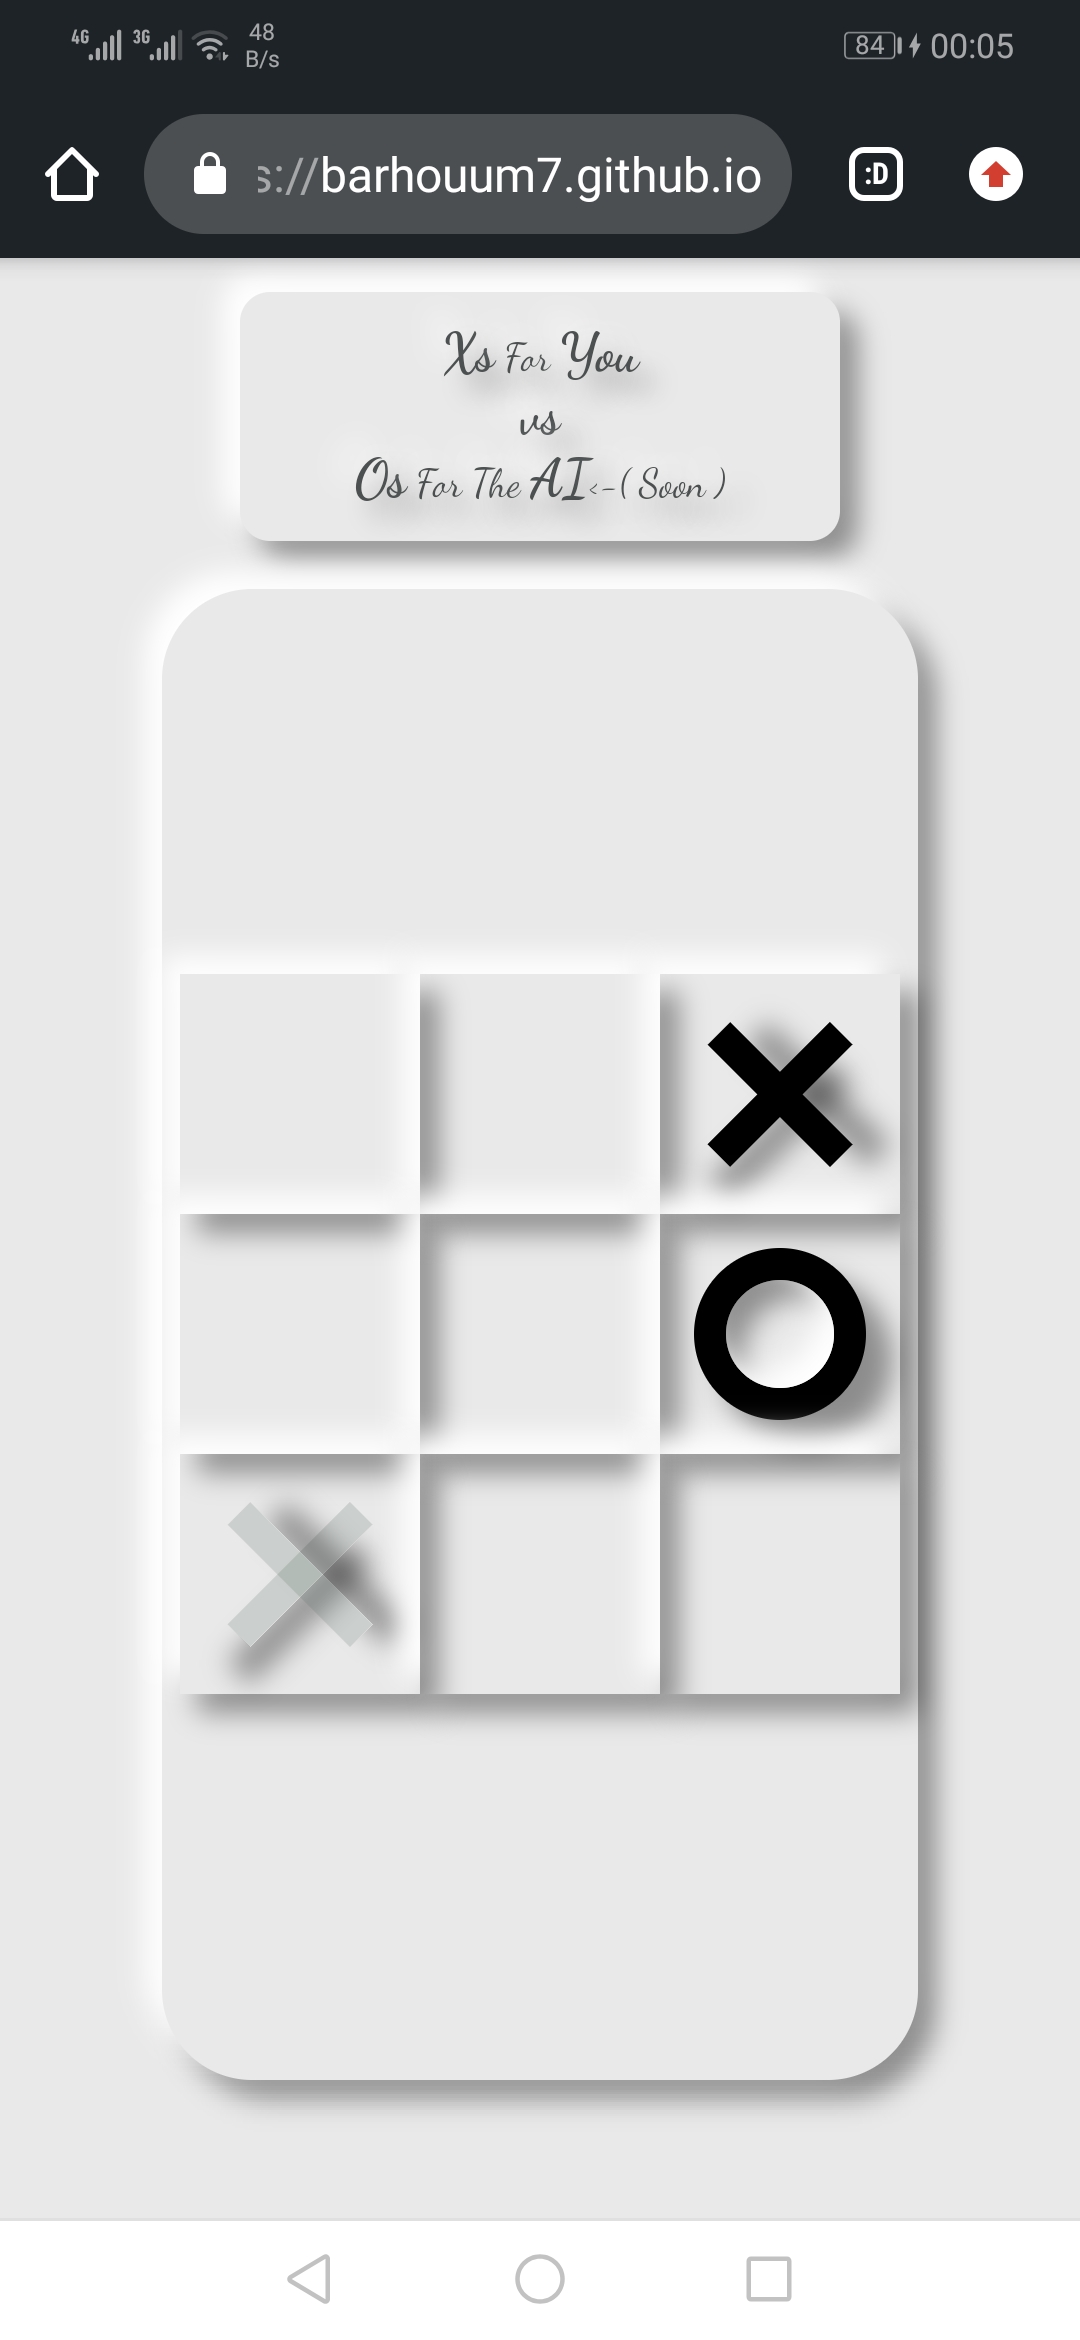 4G 3G 48 B/s 84 00:05
s://barhouum7.github.io :D
Xs For You
vs
Os For The AI<-( Soon )
X
O
X